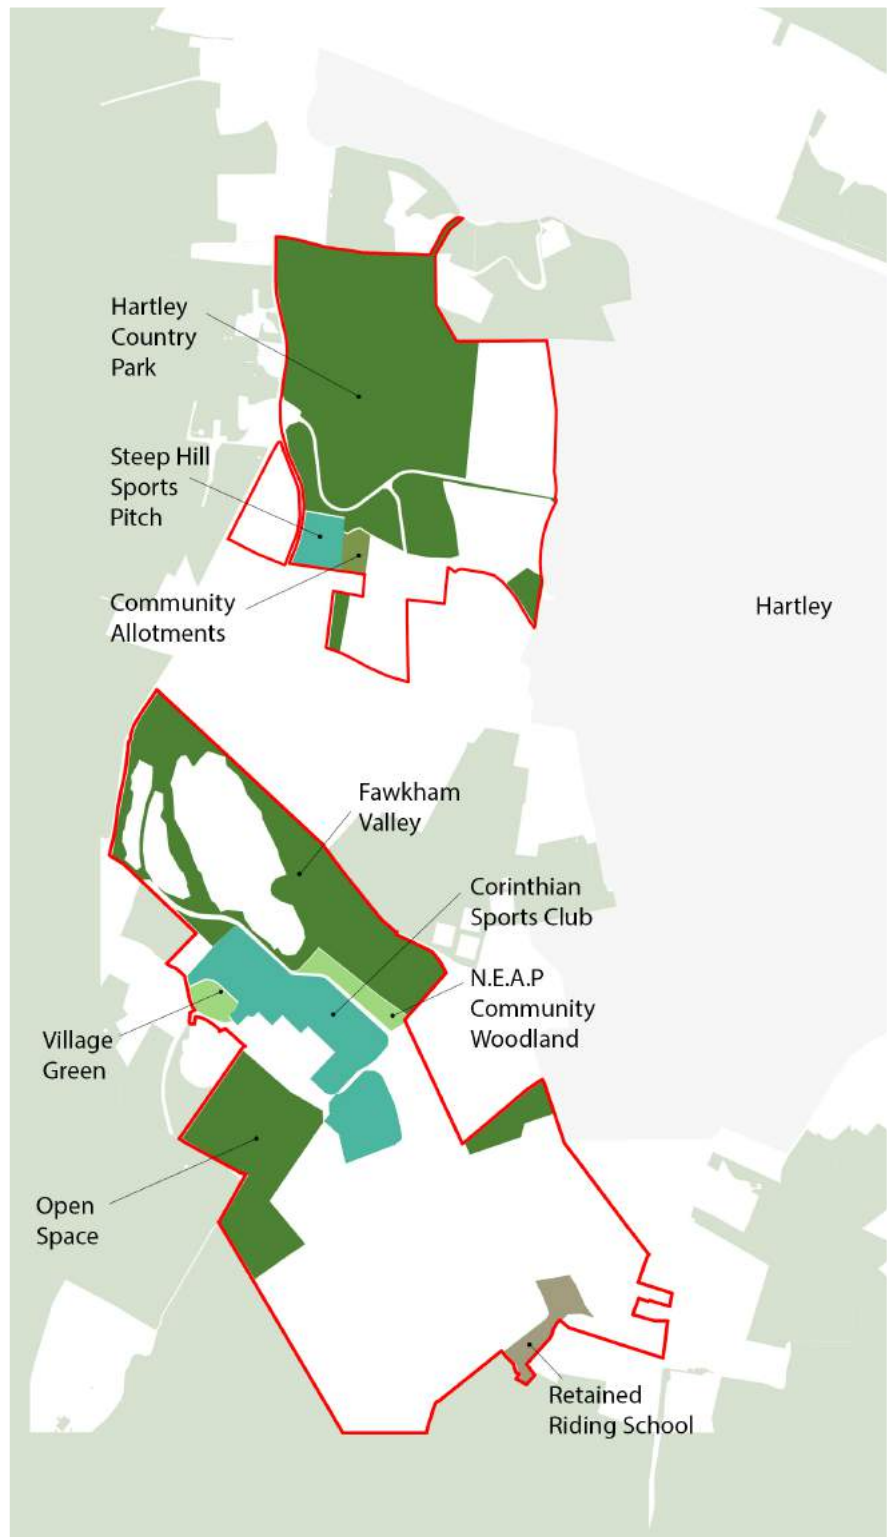 Hartley
Country
Park
Steep Hill
Sports
Pitch
Community
Allotments
Hartley
Fawkham
Valley
Corinthian
Sports Club
N.E.A.P
Community
Woodland
Village
Green
Open
Space
Retained
Riding School